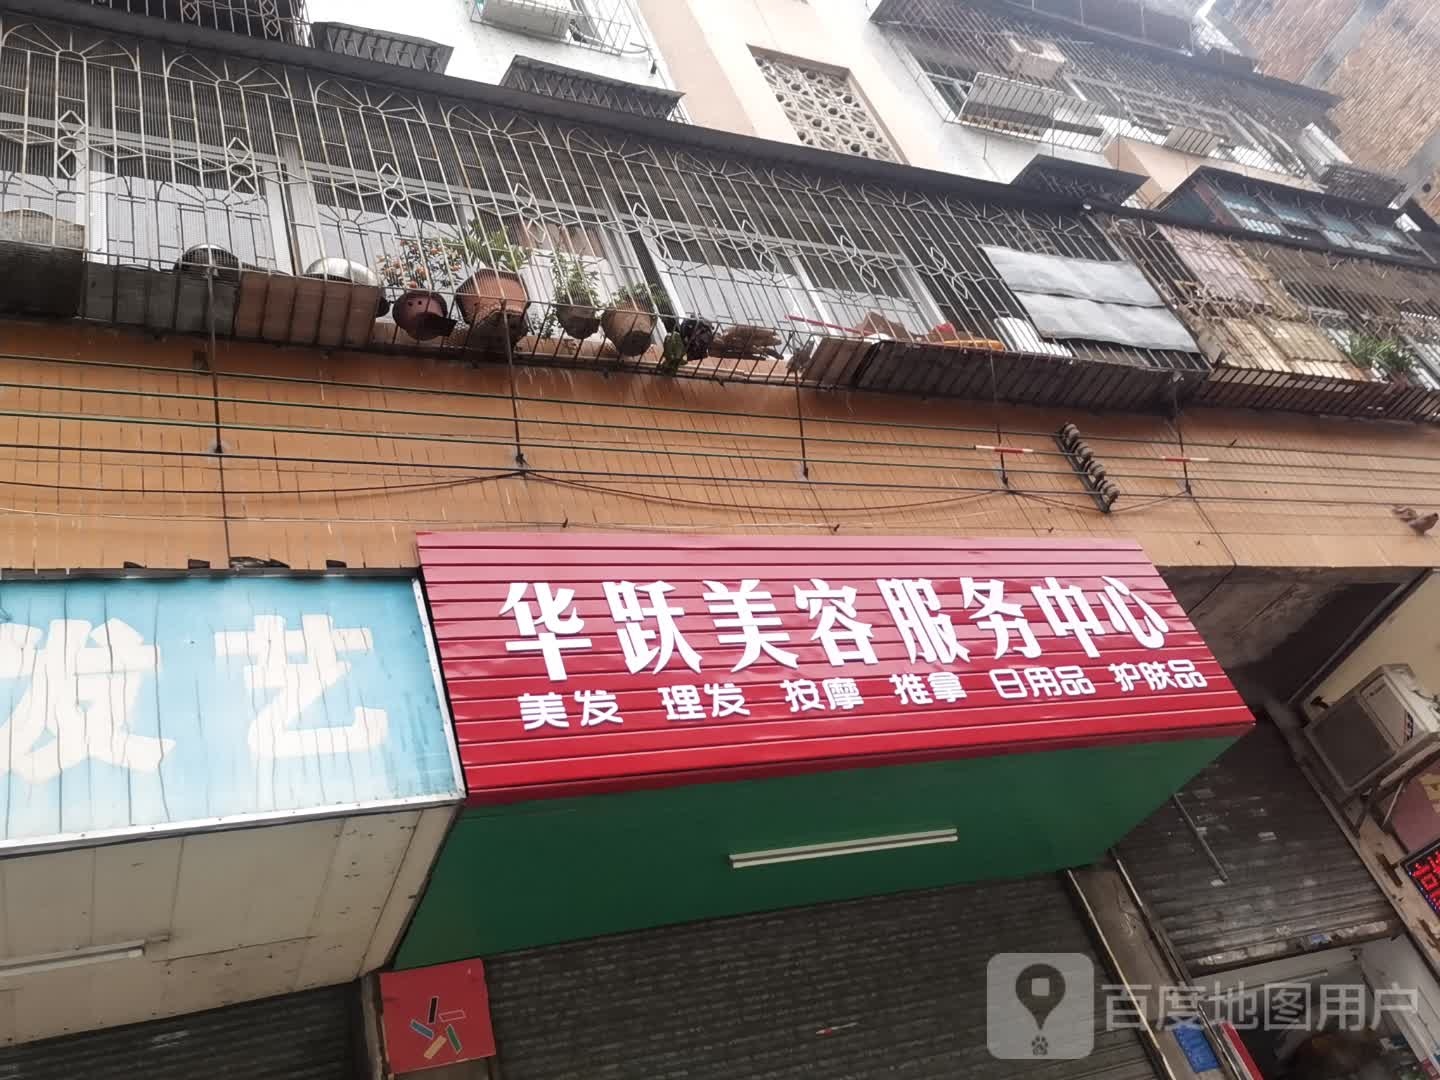 华跃美容服务中心
美发 理发 按摩 推拿 日用品 护肤品
发艺
百度地图用户